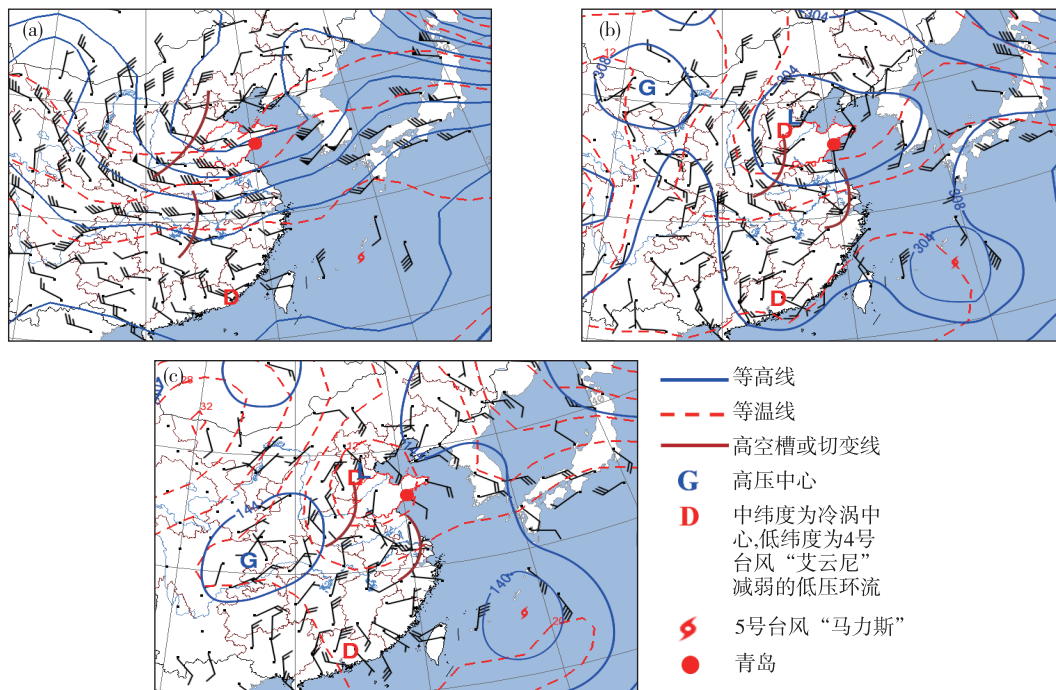 (a)
D
(b)
304
12
308
G
304
L
D
308
304
D
(c)
28
32
12
D
L
140
G
140
20
D
等高线
等温线
高空槽或切变线
G
高压中心
D
中纬度为冷涡中
心,低纬度为4号
台风“艾云尼”
减弱的低压环流
5号台风“马力斯”
青岛